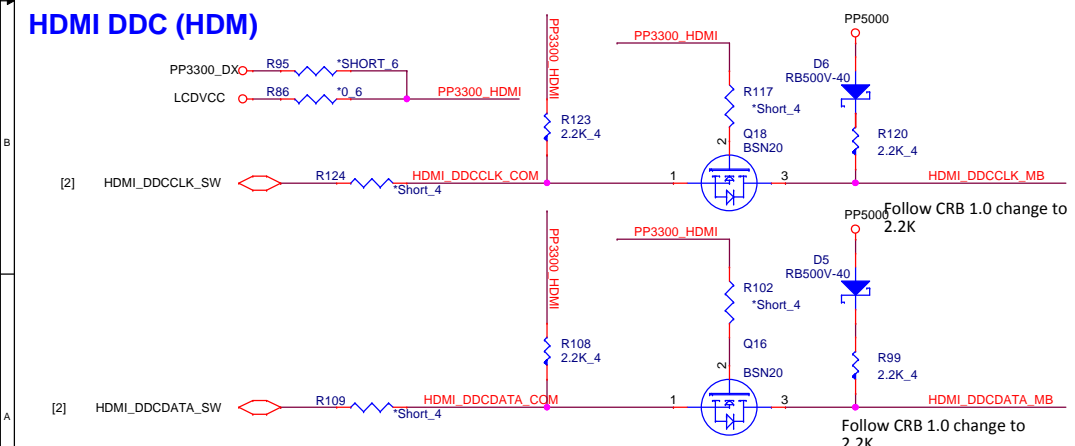 HDMI DDC (HDM)
PP3300_DX
R95
*SHORT_6
LCDVCC
R86
*0_6
PP3300_HDMI
PP3300_HDMI
R123
2.2K_4
PP3300_HDMI
R117
*Short_4
Q18
BSN20
2
1
3
PP5000
D6
RB500V-40
R120
2.2K_4
B
[2]
HDMI_DDCCLK_SW
R124
*Short_4
HDMI_DDCCLK_COM
HDMI_DDCCLK_MB
Follow CRB 1.0 change to
2.2K
PP3300_HDMI
R108
2.2K_4
PP3300_HDMI
R102
*Short_4
Q16
BSN20
2
1
3
PP5000
D5
RB500V-40
R99
2.2K_4
A
[2]
HDMI_DDCDATA_SW
R109
*Short_4
HDMI_DDCDATA_COM
HDMI_DDCDATA_MB
Follow CRB 1.0 change to
2.2K